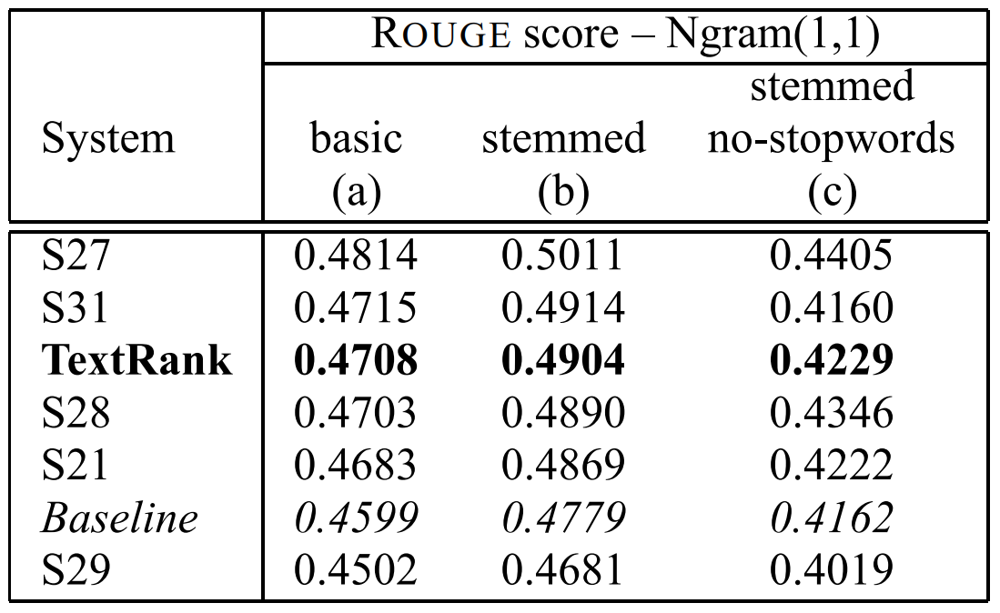 ROUGE score – Ngram(1,1)
stemmed
System basic stemmed no-stopwords
(a) (b) (c)
S27 0.4814 0.5011 0.4405
S31 0.4715 0.4914 0.4160
TextRank 0.4708 0.4904 0.4229
S28 0.4703 0.4890 0.4346
S21 0.4683 0.4869 0.4222
Baseline 0.4599 0.4779 0.4162
S29 0.4502 0.4681 0.4019